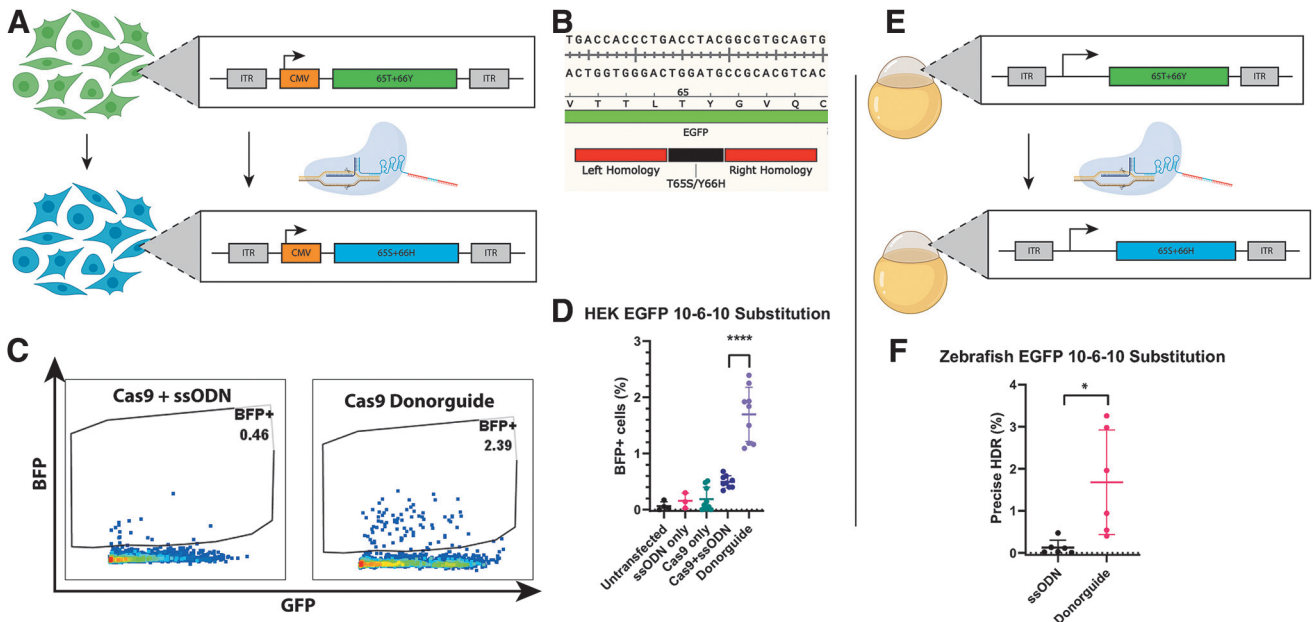 A
ITR
CMV
65T+66Y
ITR
ITR
CMV
65S+66H
ITR
B
TGACCACCCTGACCTACGGCGTGCAGTG
ACTGGTGGGACTGGATGCCGCACGTCAC
65
V T T L T Y G V Q C
EGFP
Left Homology
Right Homology
T65S/Y66H
C
Cas9 + ssODN
BFP+
0.46
Cas9 Donorguide
BFP+
2.39
BFP
GFP
D
HEK EGFP 10-6-10 Substitution
****
BFP+ cells (%)
3
2
1
0
Untransfected
ssODN only
Cas9 only
Cas9+ssODN
Donorguide
E
ITR
65T+66Y
ITR
ITR
65S+66H
ITR
F
Zebrafish EGFP 10-6-10 Substitution
*
Precise HDR (%)
4
3
2
1
0
ssODN
Donorguide